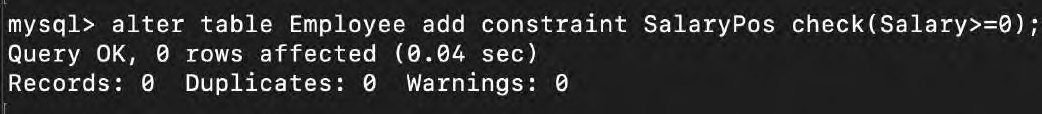 mysql> alter table Employee add constraint SalaryPos check(Salary>=0);
Query OK, 0 rows affected (0.04 sec)
Records: 0  Duplicates: 0  Warnings: 0